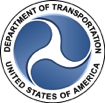 DEPARTMENT OF TRANSPORTATION
UNITED STATES OF AMERICA